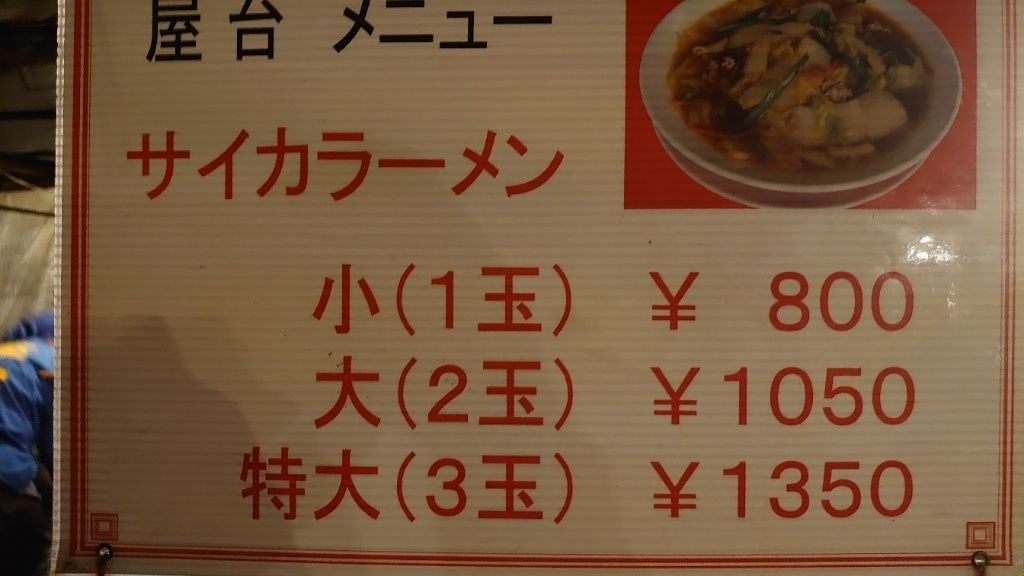 屋台 メニュー
サイカラーメン
小(1玉) ¥ 800
大(2玉) ¥1050
特大(3玉) ¥1350